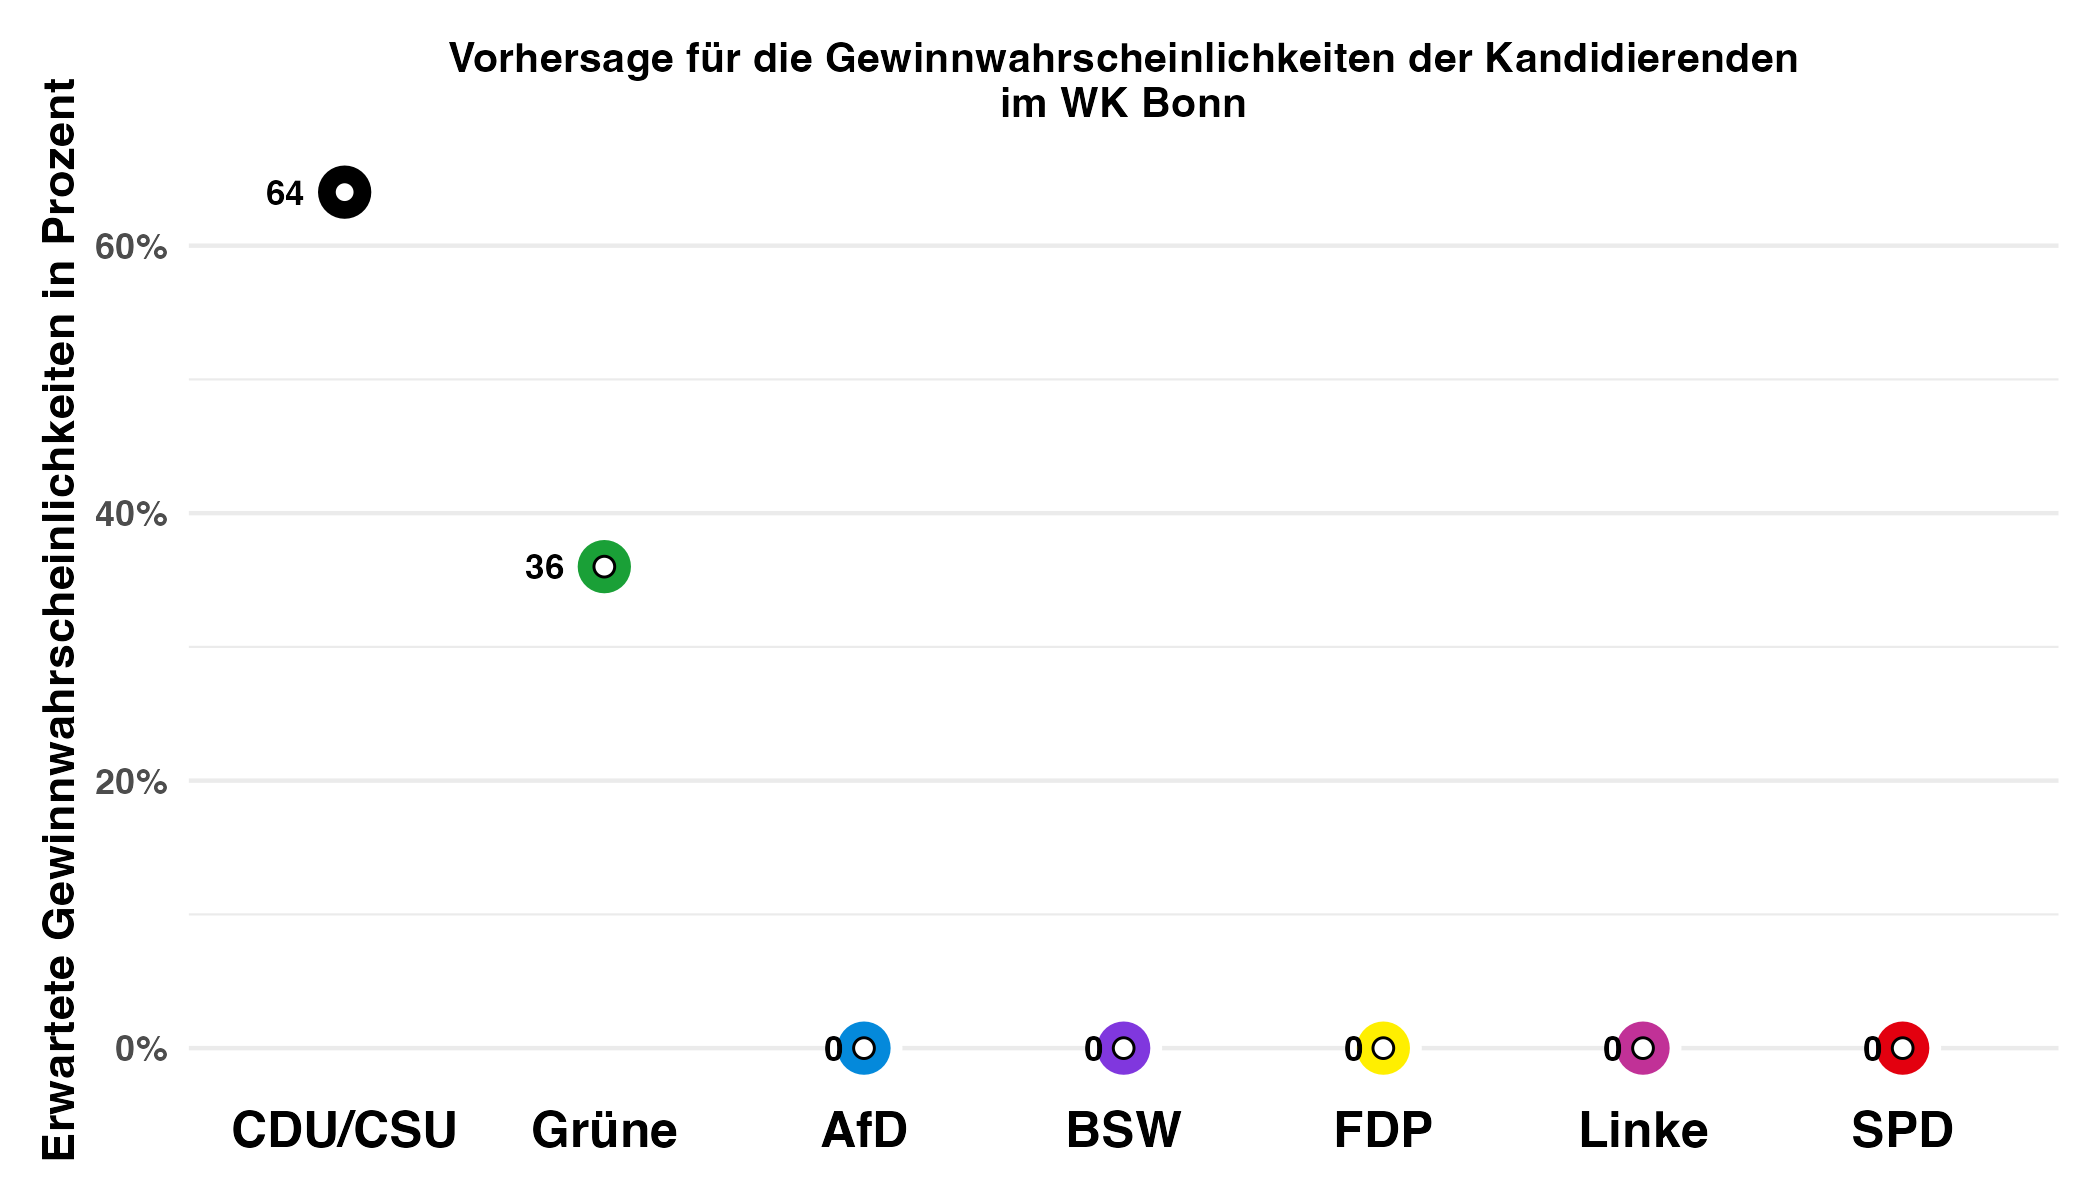 Vorhersage für die Gewinnwahrscheinlichkeiten der Kandidierenden
im WK Bonn
Erwartete Gewinnwahrscheinlichkeiten in Prozent
64
60%
40%
36
20%
0%
0
0
0
0
0
CDU/CSU Grüne AfD BSW FDP Linke SPD